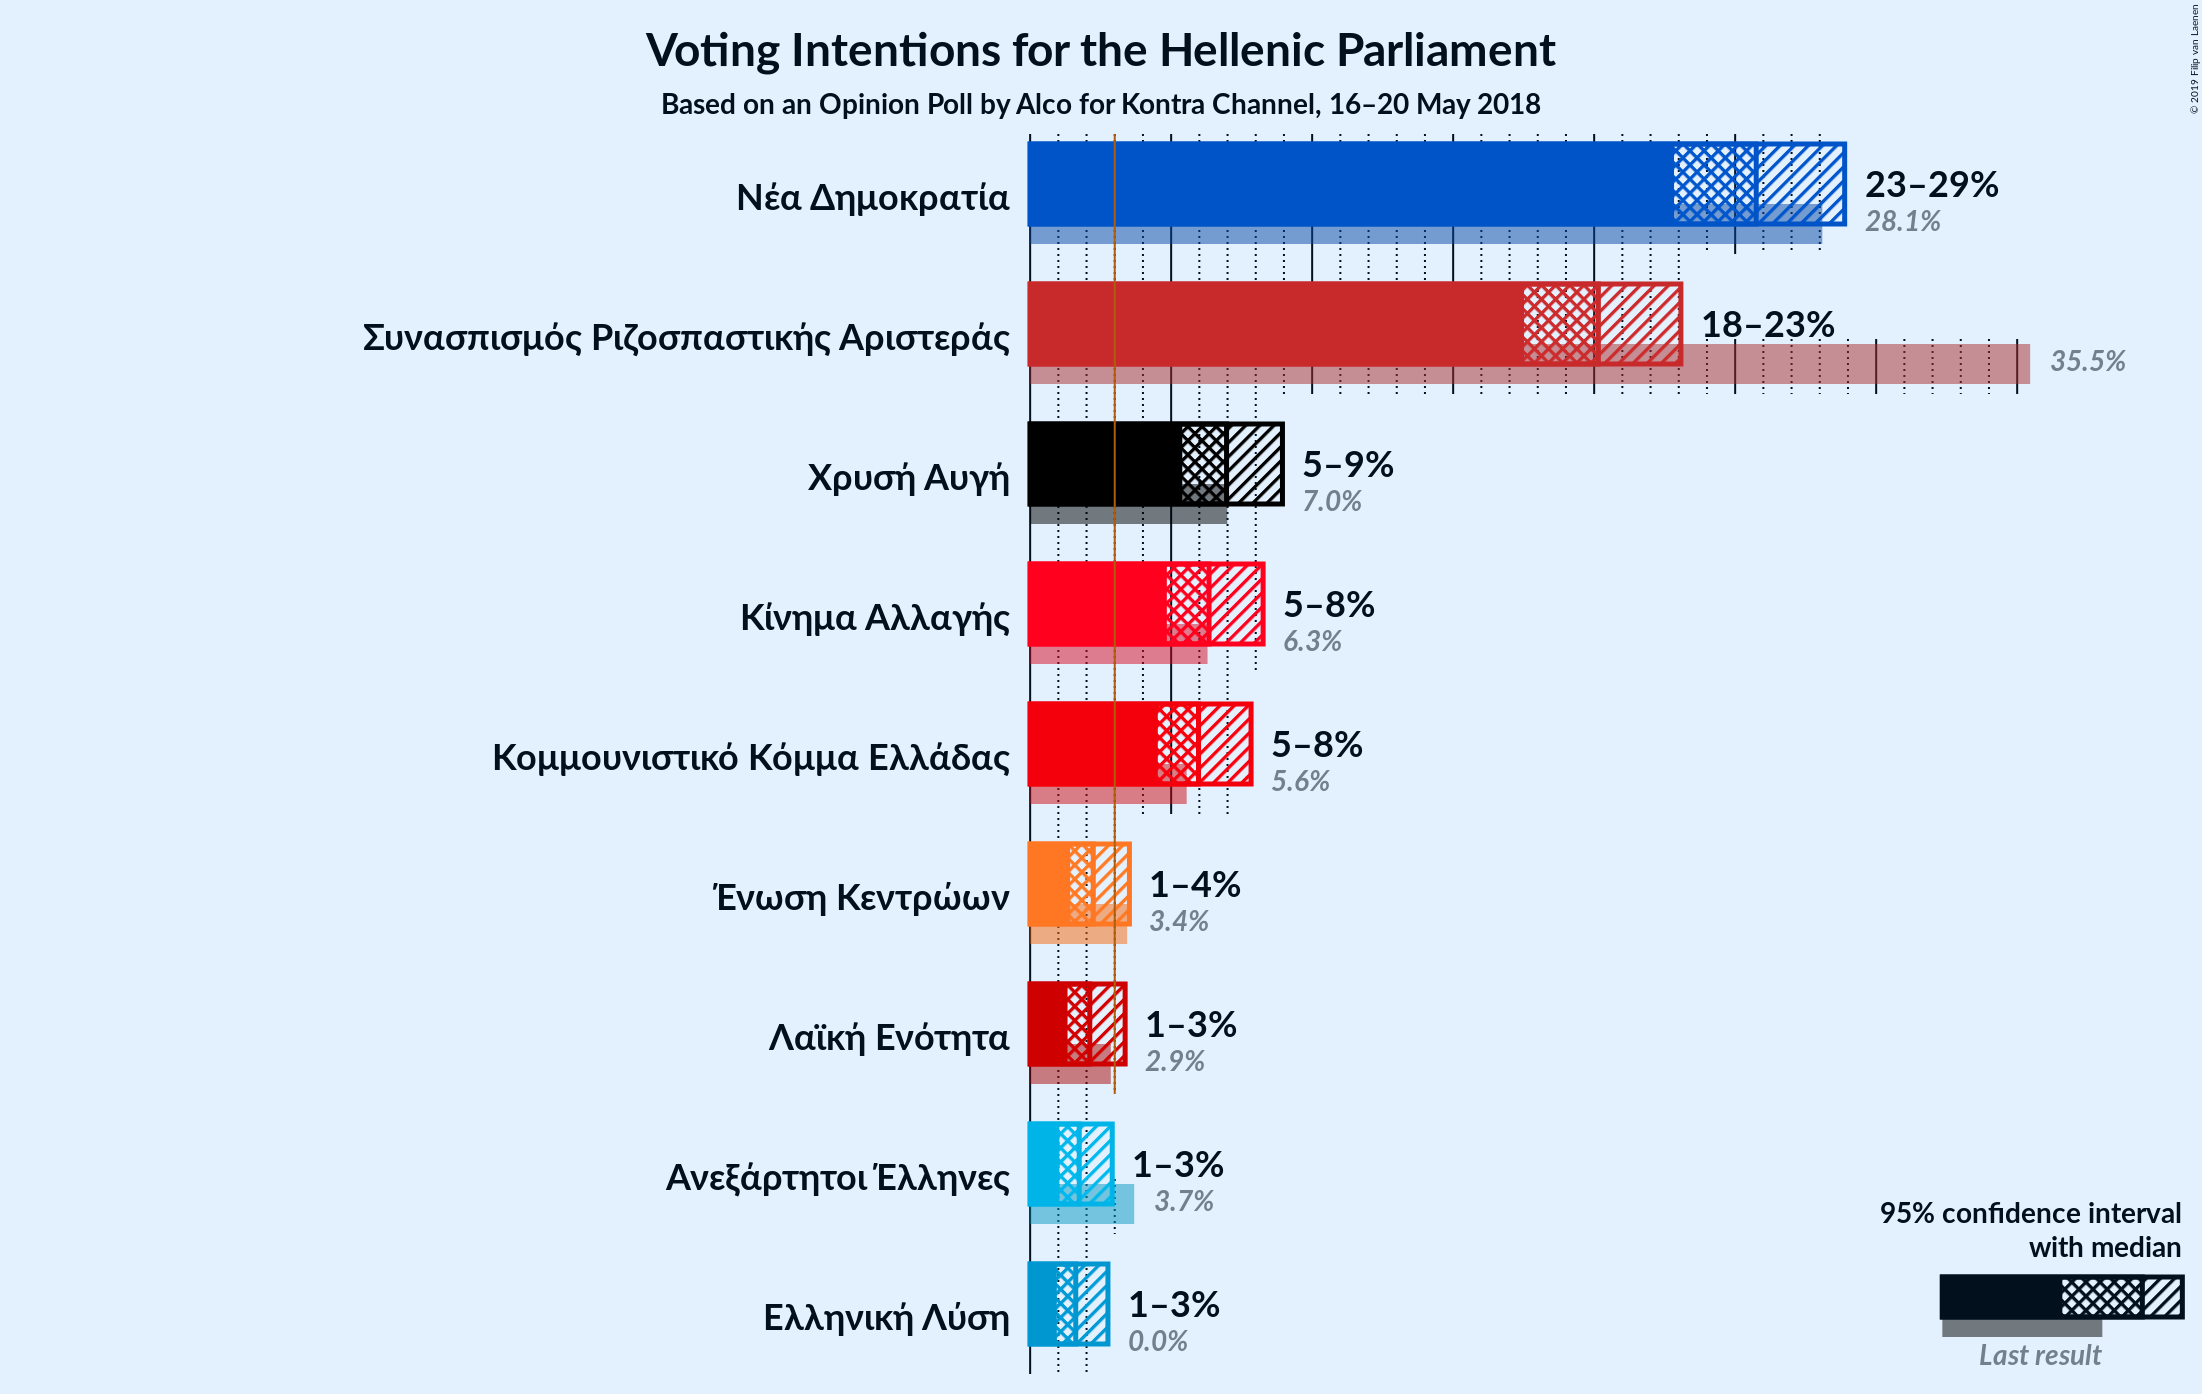 Voting Intentions for the Hellenic Parliament
Based on an Opinion Poll by Alco for Kontra Channel, 16–20 May 2018
© 2019 Filip van Laenen
Νέα Δημοκρατία
23–29%
28.1%
Συνασπισμός Ριζοσπαστικής Αριστεράς
18–23%
35.5%
Χρυσή Αυγή
5–9%
7.0%
Κίνημα Αλλαγής
5–8%
6.3%
Κομμουνιστικό Κόμμα Ελλάδας
5–8%
5.6%
Ένωση Κεντρώων
1–4%
3.4%
Λαϊκή Ενότητα
1–3%
2.9%
Ανεξάρτητοι Έλληνες
1–3%
3.7%
Ελληνική Λύση
1–3%
0.0%
95% confidence interval
with median
Last result